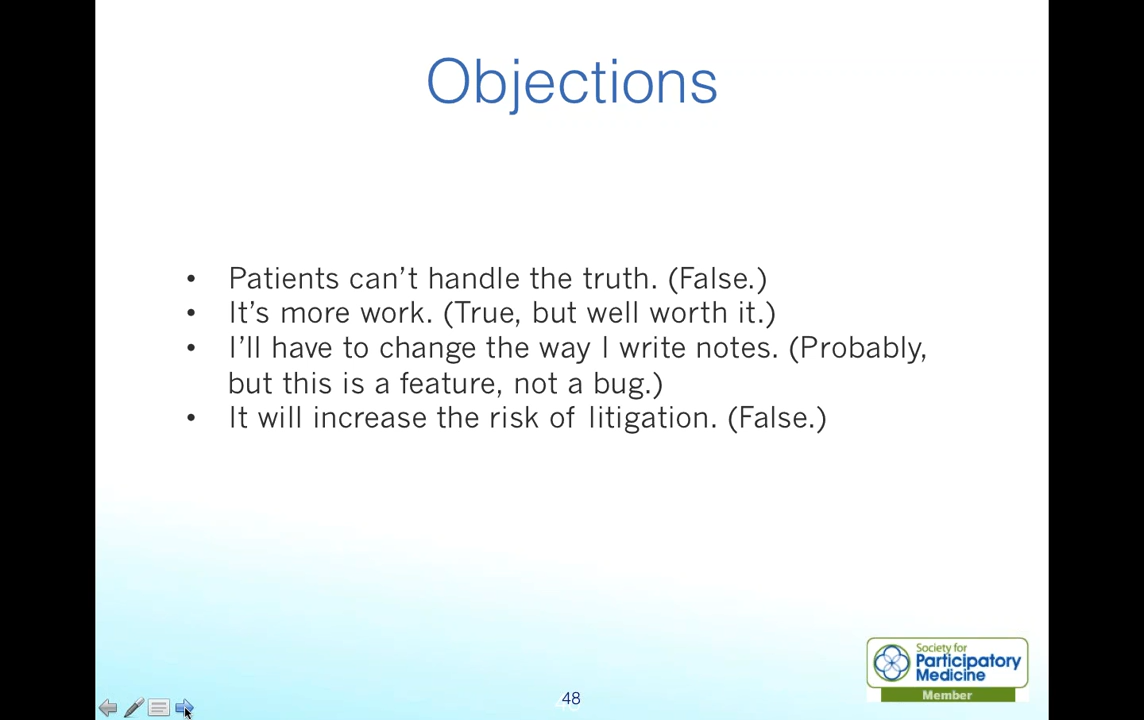 Objections
• Patients can’t handle the truth. (False.)
• It’s more work. (True, but well worth it.)
• I’ll have to change the way I write notes. (Probably,
but this is a feature, not a bug.)
• It will increase the risk of litigation. (False.)
Society for
Participatory
Medicine
Member
48